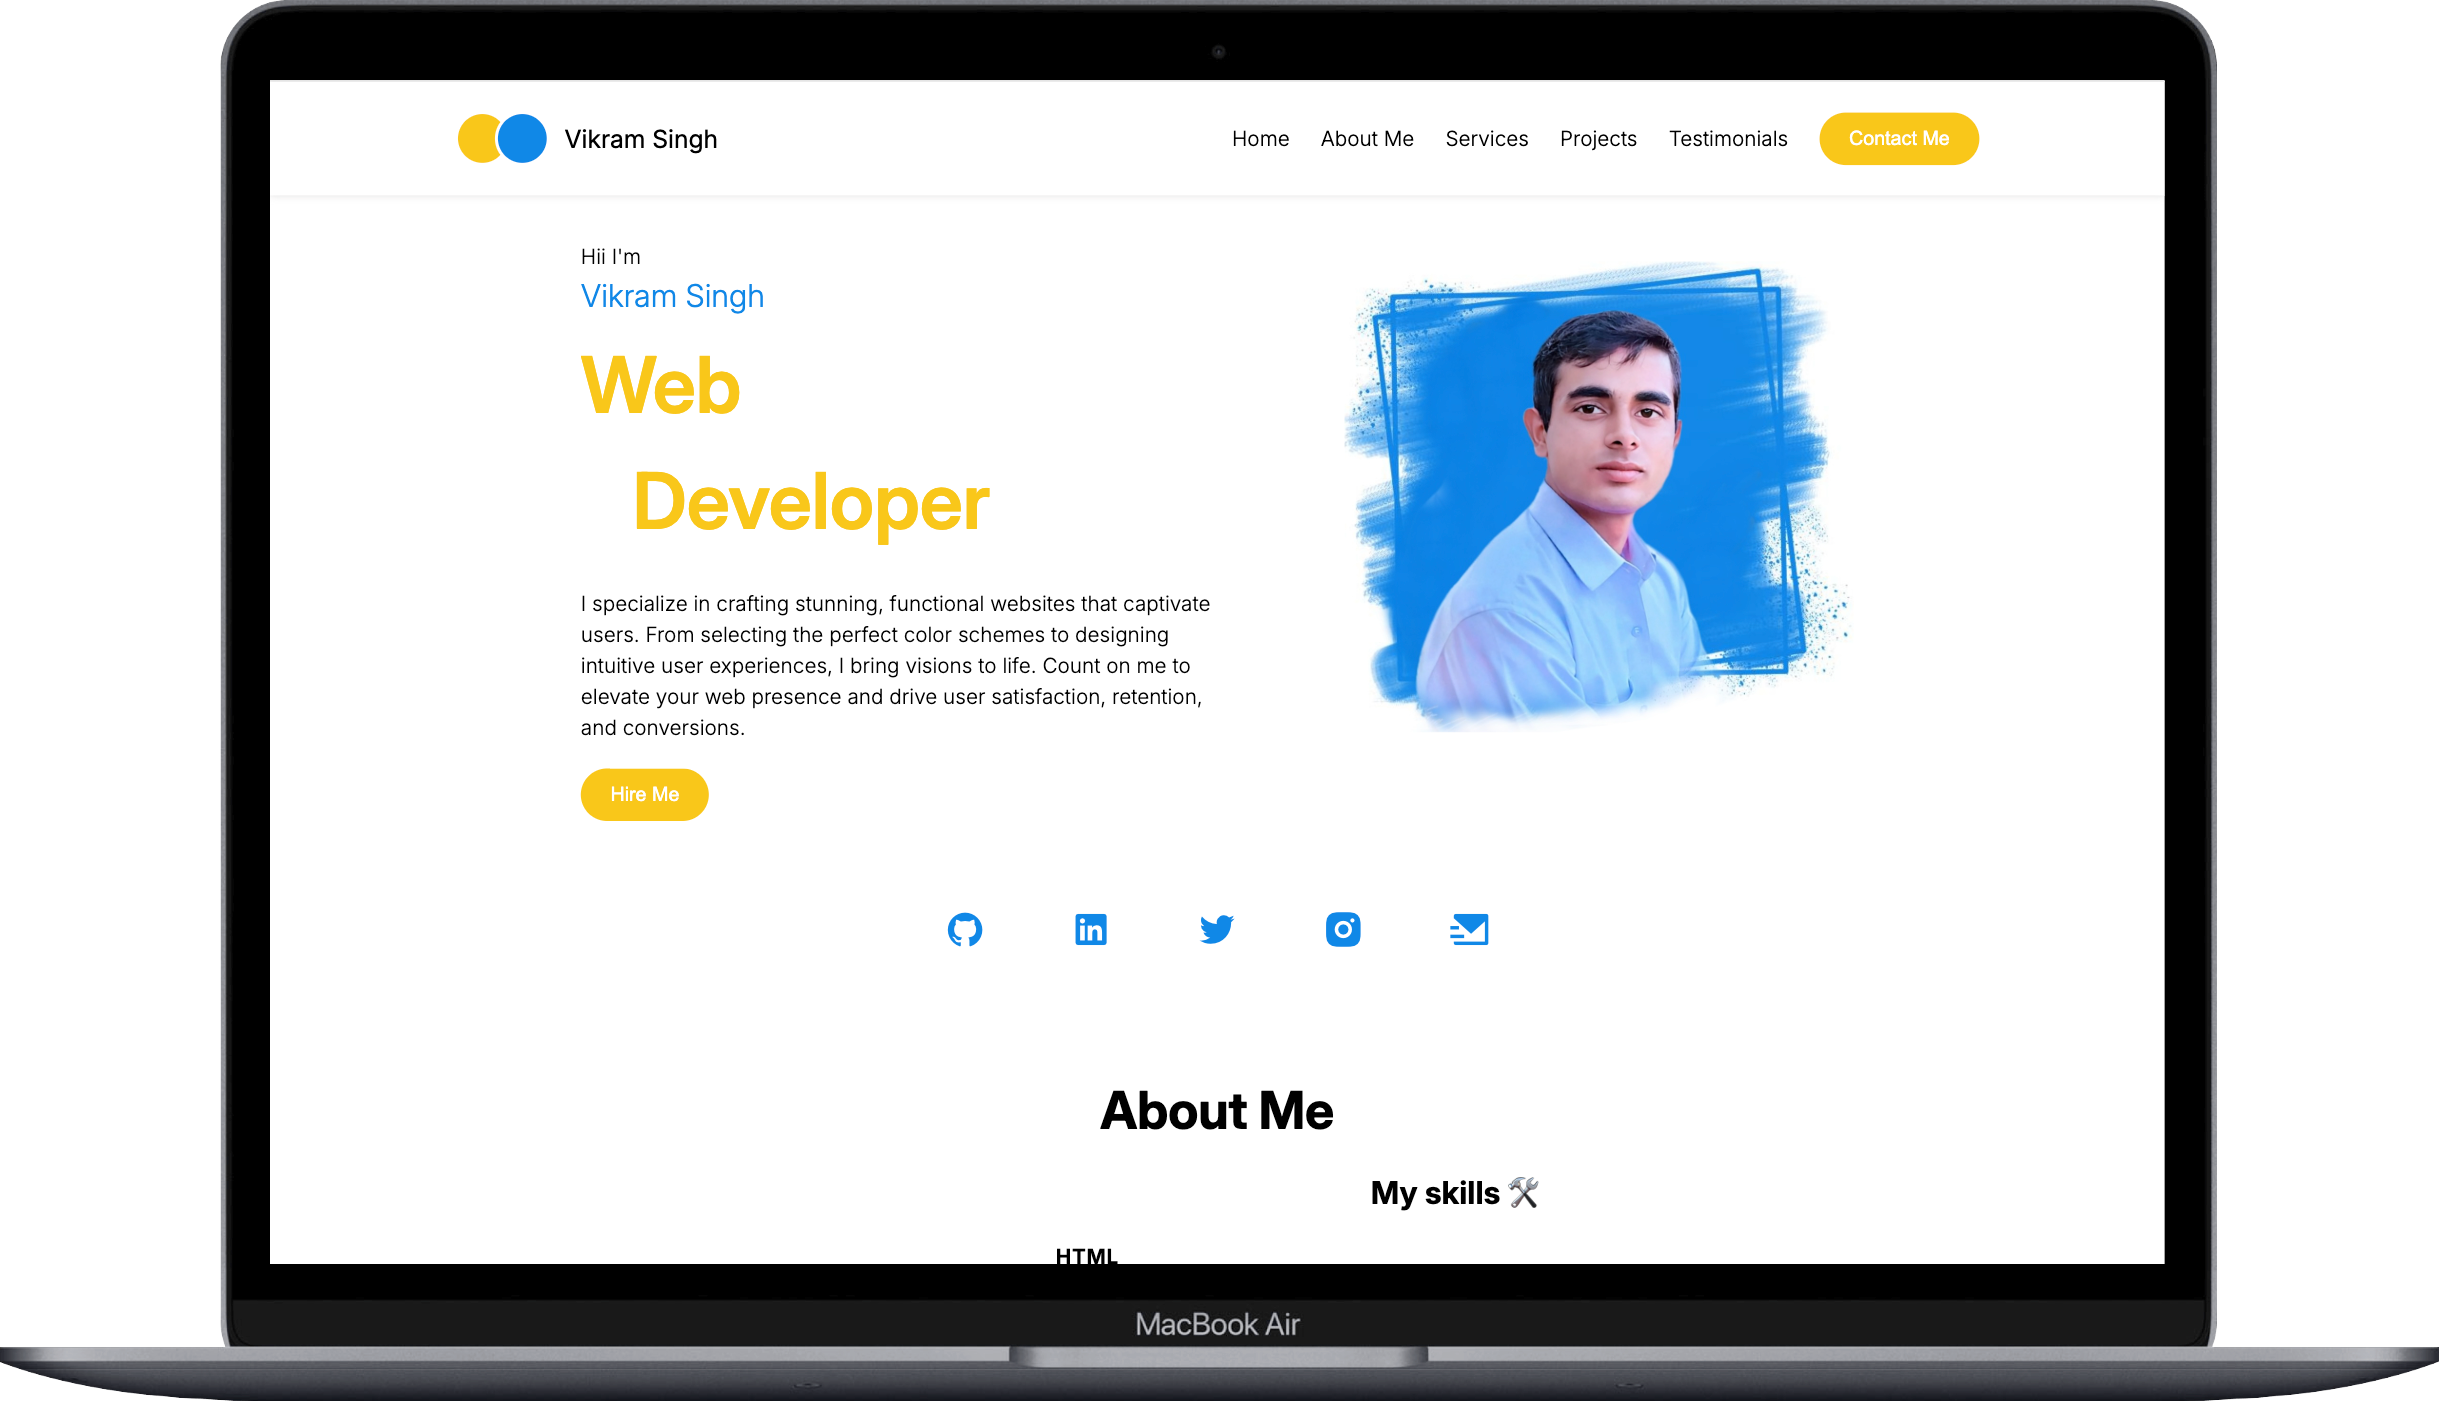 Vikram Singh
Home About Me Services Projects Testimonials Contact Me
Hii I'm
Vikram Singh
Web
Developer
I specialize in crafting stunning, functional websites that captivate
users. From selecting the perfect color schemes to designing
intuitive user experiences, I bring visions to life. Count on me to
elevate your web presence and drive user satisfaction, retention,
and conversions.
Hire Me
in
About Me
My skills 🛠️
HTML
MacBook Air